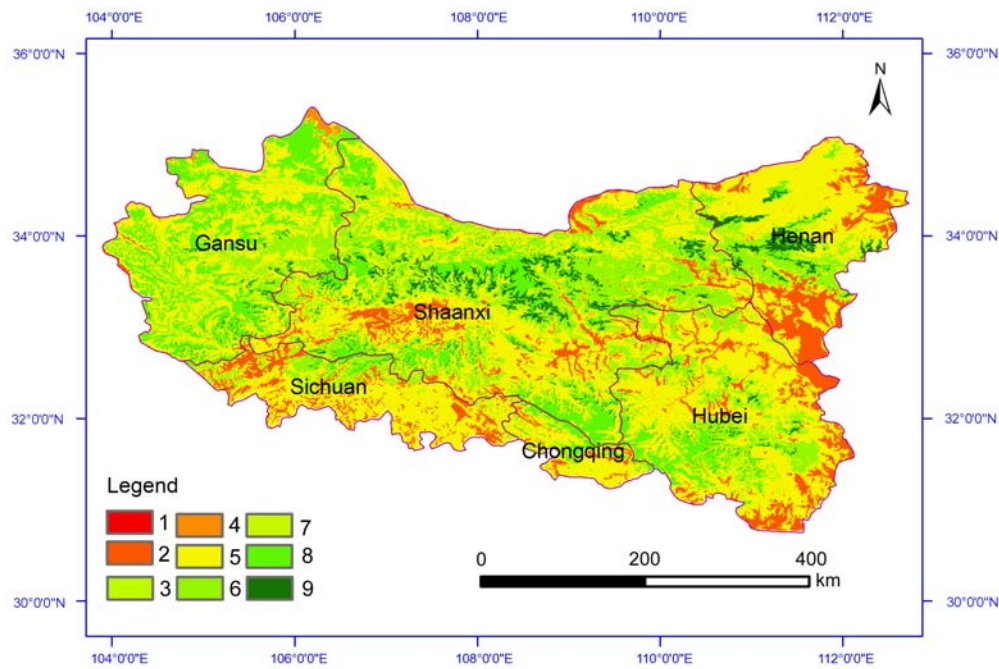 104°0'0"E 106°0'0"E 108°0'0"E 110°0'0"E 112°0'0"E
36°0'0"N 36°0'0"N
N
34°0'0"N Gansu Henan 34°0'0"N
Shaanxi
Sichuan
32°0'0"N Hubei 32°0'0"N
Chongqing
Legend
1 4 7
2 5 8
3 6 9
0 200 400
km
30°0'0"N 30°0'0"N
104°0'0"E 106°0'0"E 108°0'0"E 110°0'0"E 112°0'0"E